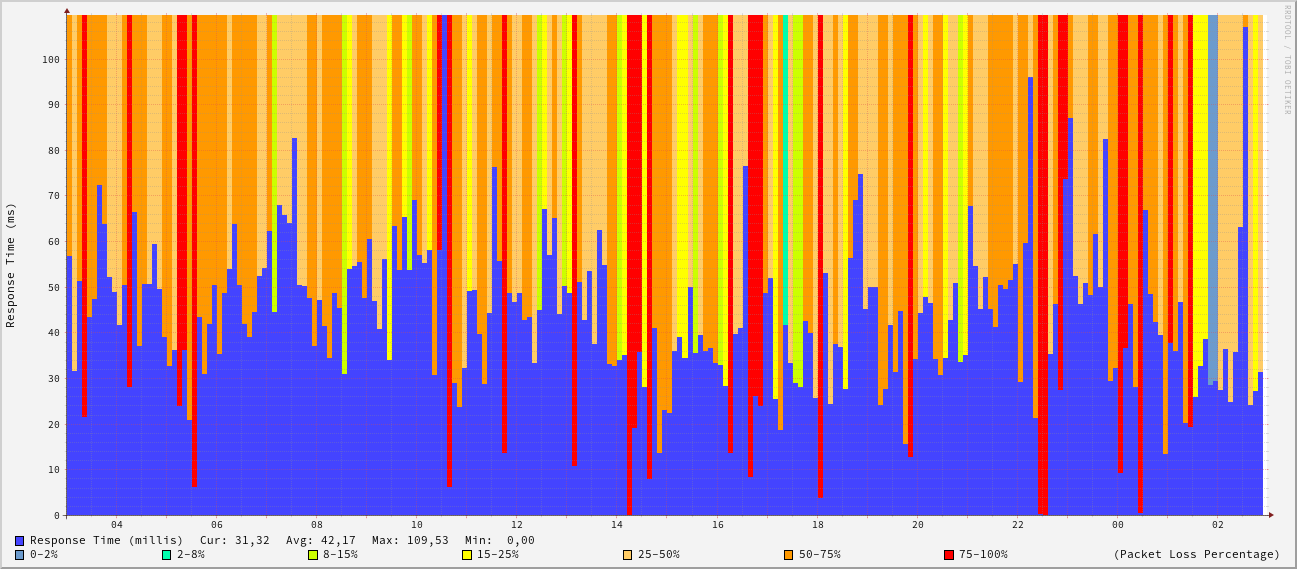 RRDTOOL / TOBI OETIKER
Response Time (ms)
100
90
80
70
60
50
40
30
20
10
0
04 06 08 10 12 14 16 18 20 22 00 02
Response Time (millis) Cur: 31,32 Avg: 42,17 Max: 109,53 Min: 0,00
0-2% 2-8% 8-15% 15-25% 25-50% 50-75% 75-100% (Packet Loss Percentage)